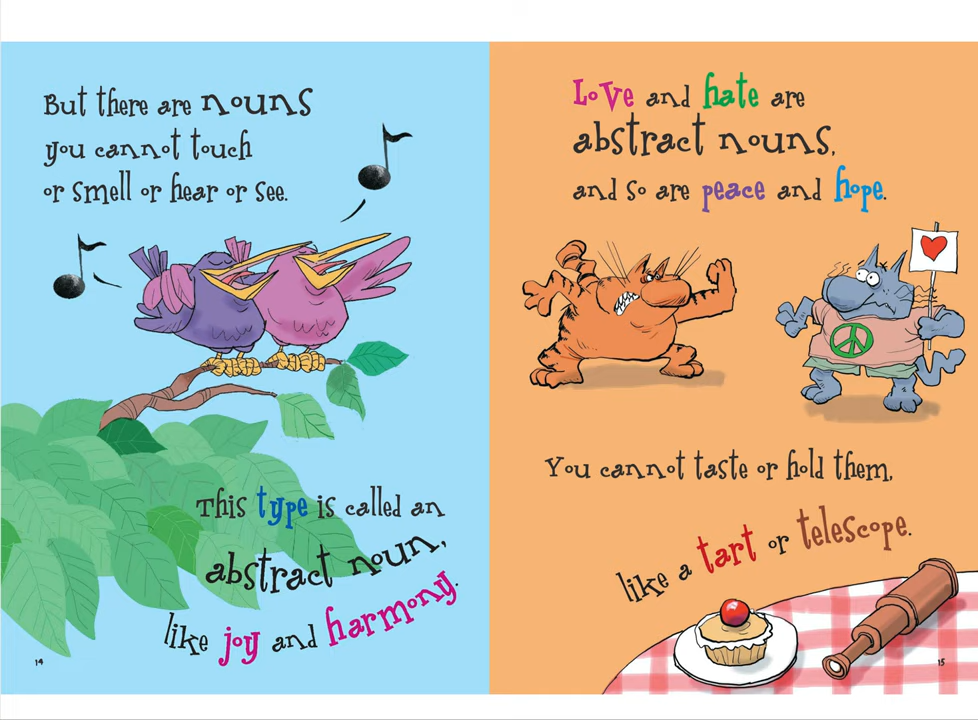 But there are nouns
you cannot touch
or smell or hear or see.
This type is called an
abstract noun,
like joy and harmony.
14
Love and hate are
abstract nouns,
and so are peace and hope.
You cannot taste or hold them,
like a tart or telescope.
15